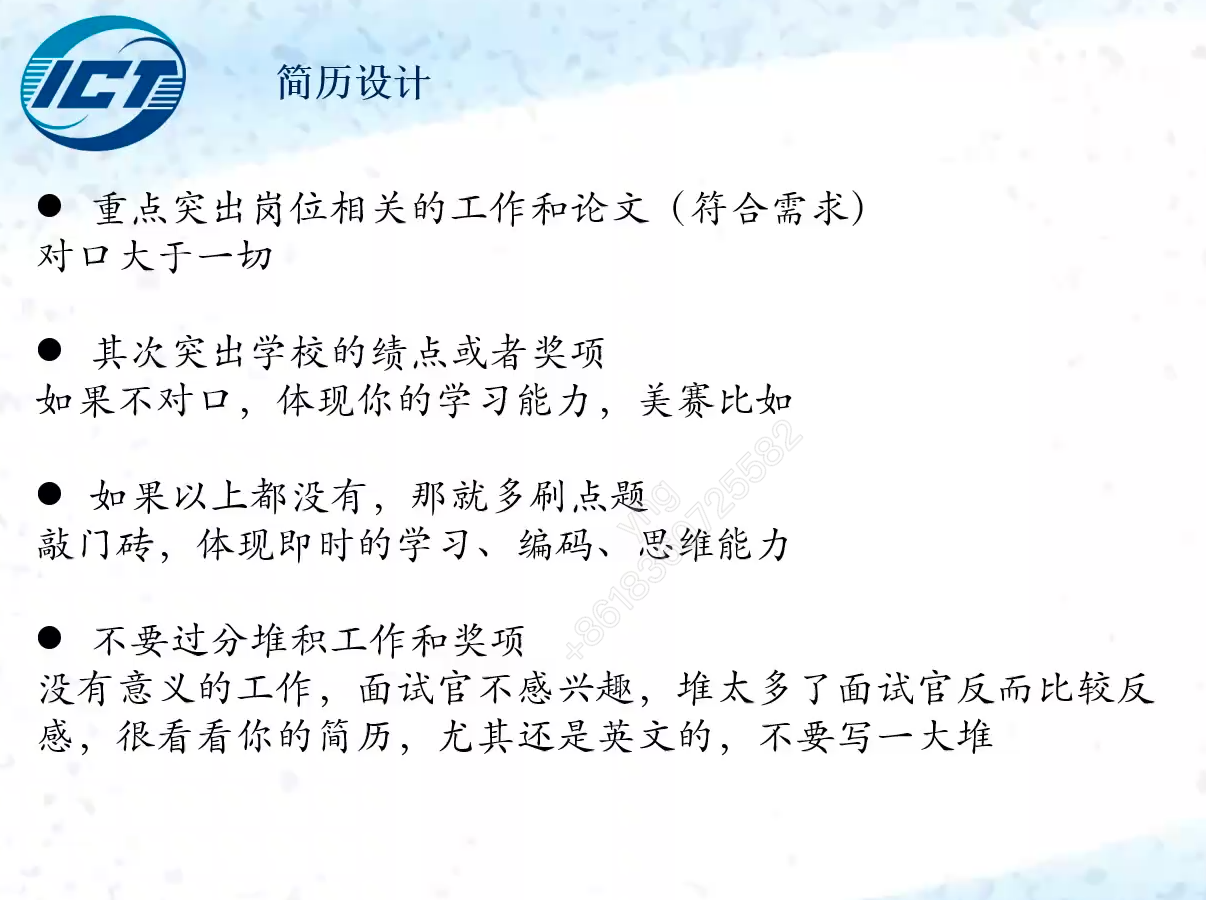 ICT
简历设计
● 重点突出岗位相关的工作和论文（符合需求）
对口大于一切
● 其次突出学校的绩点或者奖项
如果不对口，体现你的学习能力，美赛比如
● 如果以上都没有，那就多刷点题
敲门砖，体现即时的学习、编码、思维能力
● 不要过分堆积工作和奖项
没有意义的工作，面试官不感兴趣，堆太多了面试官反而比较反
感，很看看你的简历，尤其还是英文的，不要写一大堆